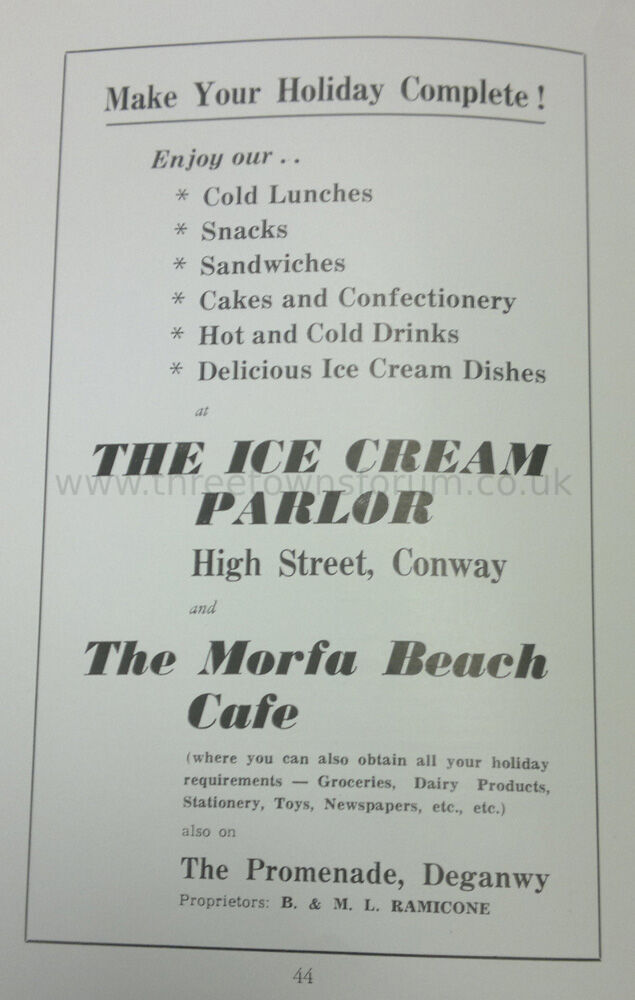 Make Your Holiday Complete !
Enjoy our . .
* Cold Lunches
* Snacks
* Sandwiches
* Cakes and Confectionery
* Hot and Cold Drinks
* Delicious Ice Cream Dishes
at
THE ICE CREAM
www.threetownsforum.co.uk
PARLOR
High Street, Conway
and
The Morfa Beach
Cafe
(where you can also obtain all your holiday
requirements — Groceries, Dairy Products,
Stationery, Toys, Newspapers, etc., etc.)
also on
The Promenade, Deganwy
Proprietors: B. & M. L. RAMICONE
44